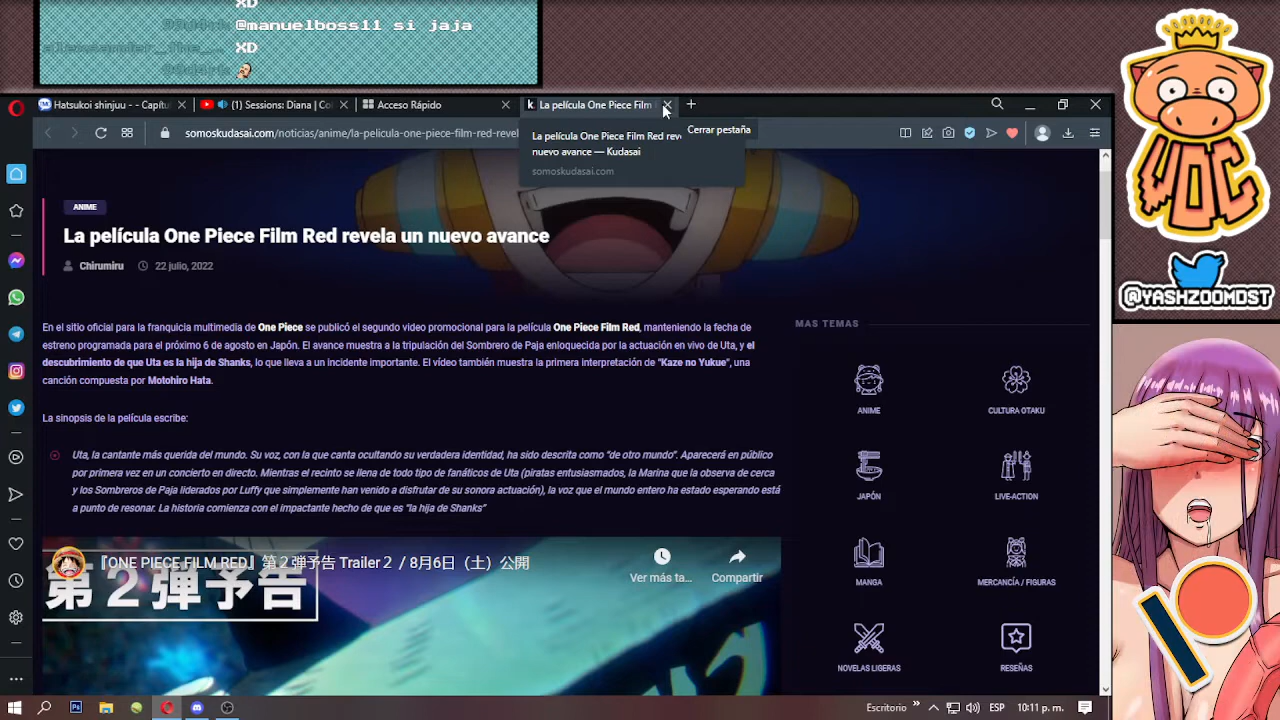 XD
@manuelboss11 si jaja
XD
Hatsukoi shinjuu - - Capítu
(1) Sessions: Diana | Co
Acceso Rápido
k La película One Piece Film
somoskudasai.com/noticias/anime/la-pelicula-one-piece-film-red-revel
Cerrar pestaña
La película One Piece Film Red reve
nuevo avance — Kudasai
somoskudasai.com
ANIME
La película One Piece Film Red revela un nuevo avance
Chirumiru
22 julio, 2022
En el sitio oficial para la franquicia multimedia de One Piece se publicó el segundo video promocional para la película One Piece Film Red, manteniendo la fecha de
estreno programada para el próximo 6 de agosto en Japón. El avance muestra a la tripulación del Sombrero de Paja enloquecida por la actuación en vivo de Uta, y el
descubrimiento de que Uta es la hija de Shanks, lo que lleva a un incidente importante. El vídeo también muestra la primera interpretación de "Kaze no Yukue", una
canción compuesta por Motohiro Hata.
La sinopsis de la película escribe:
Uta, la cantante más querida del mundo. Su voz, con la que canta ocultando su verdadera identidad, ha sido descrita como "de otro mundo". Aparecerá en público
por primera vez en un concierto en directo. Mientras el recinto se llena de todo tipo de fanáticos de Uta (piratas entusiasmados, la Marina que la observa de cerca
y los Sombreros de Paja liderados por Luffy que simplemente han venido a disfrutar de su sonora actuación), la voz que el mundo entero ha estado esperando está
a punto de resonar. La historia comienza con el impactante hecho de que es "la hija de Shanks"
『ONE PIECE FILM RED』第２弾予告 Trailer 2 / 8月6日（土）公開
第２弾予告
Ver más ta...
Compartir
MAS TEMAS
ANIME
CULTURA OTAKU
JAPÓN
LIVE-ACTION
MANGA
MERCANCÍA / FIGURAS
NOVELAS LIGERAS
RESEÑAS
@YASHZOOMDST
Ps
Escritorio
ESP
10:11 p. m.